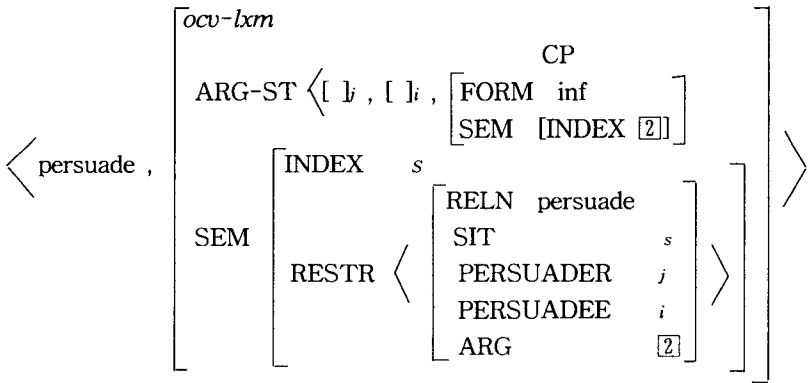 ocv-lxm
CP
ARG-ST ⟨[ ]j , [ ]i , [FORM inf
SEM [INDEX 2]]
⟨ persuade ,
INDEX s
RELN persuade
SEM
SIT s
RESTR ⟨
PERSUADER j
⟩
PERSUADEE i
ARG 2